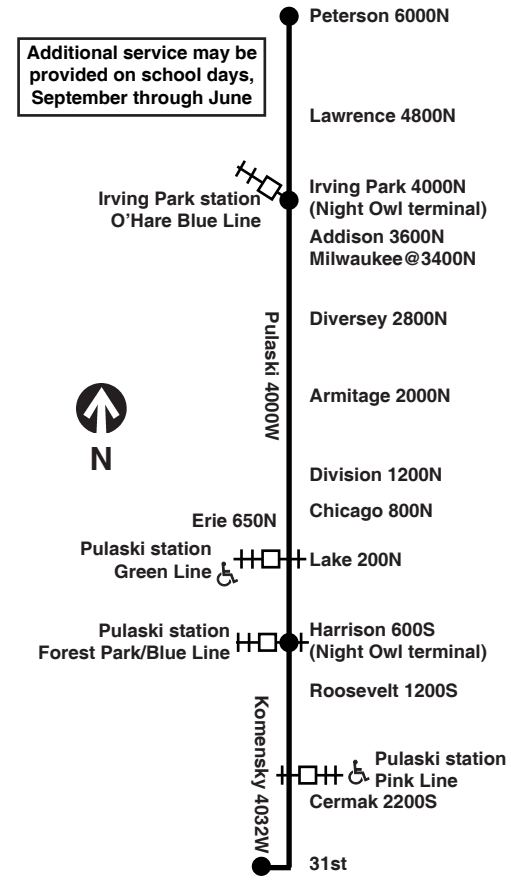 Peterson 6000N
Additional service may be
provided on school days,
September through June
Lawrence 4800N
Irving Park station
O'Hare Blue Line
Irving Park 4000N
(Night Owl terminal)
Addison 3600N
Milwaukee@3400N
Pulaski 4000W
Diversey 2800N
Armitage 2000N
N
Division 1200N
Chicago 800N
Erie 650N
Pulaski station
Green Line
Lake 200N
Pulaski station
Forest Park/Blue Line
Harrison 600S
(Night Owl terminal)
Roosevelt 1200S
Komensky 4032W
Pulaski station
Pink Line
Cermak 2200S
31st